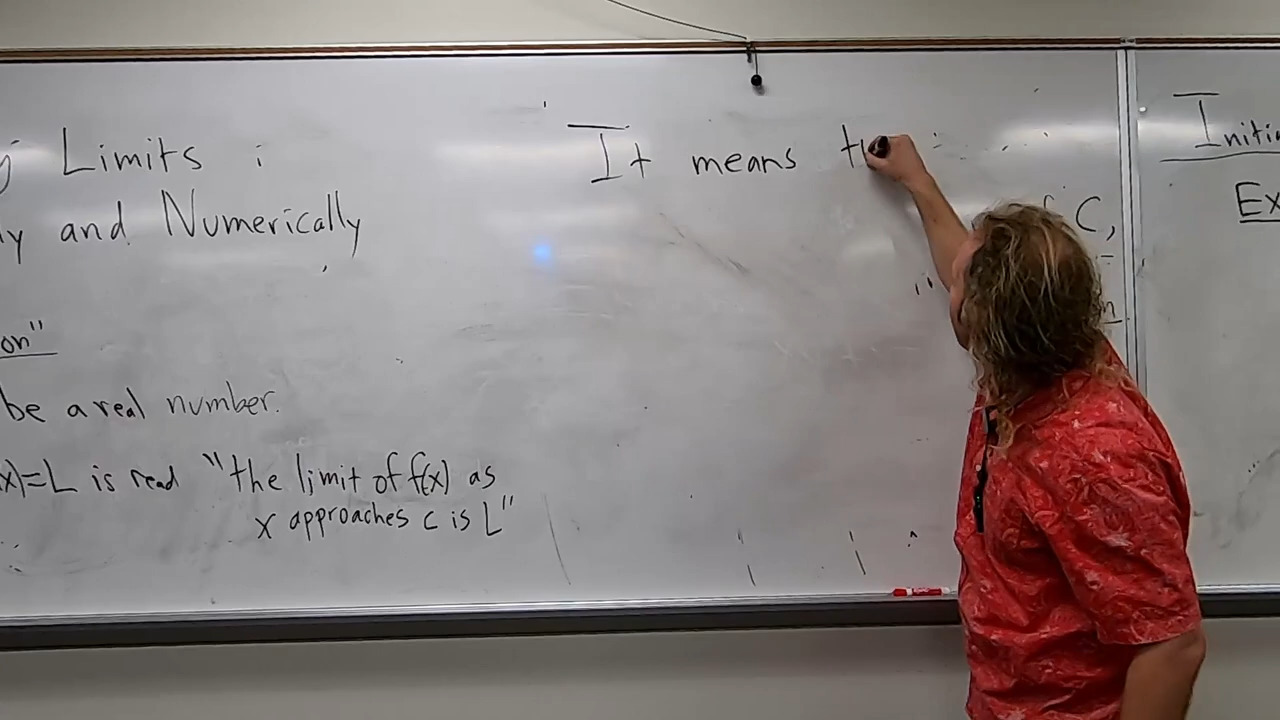 Limits :
and Numerically
on"
be a real number.
x)=L is read "the limit of f(x) as
x approaches c is L"
It means
C,
Initi
Ex